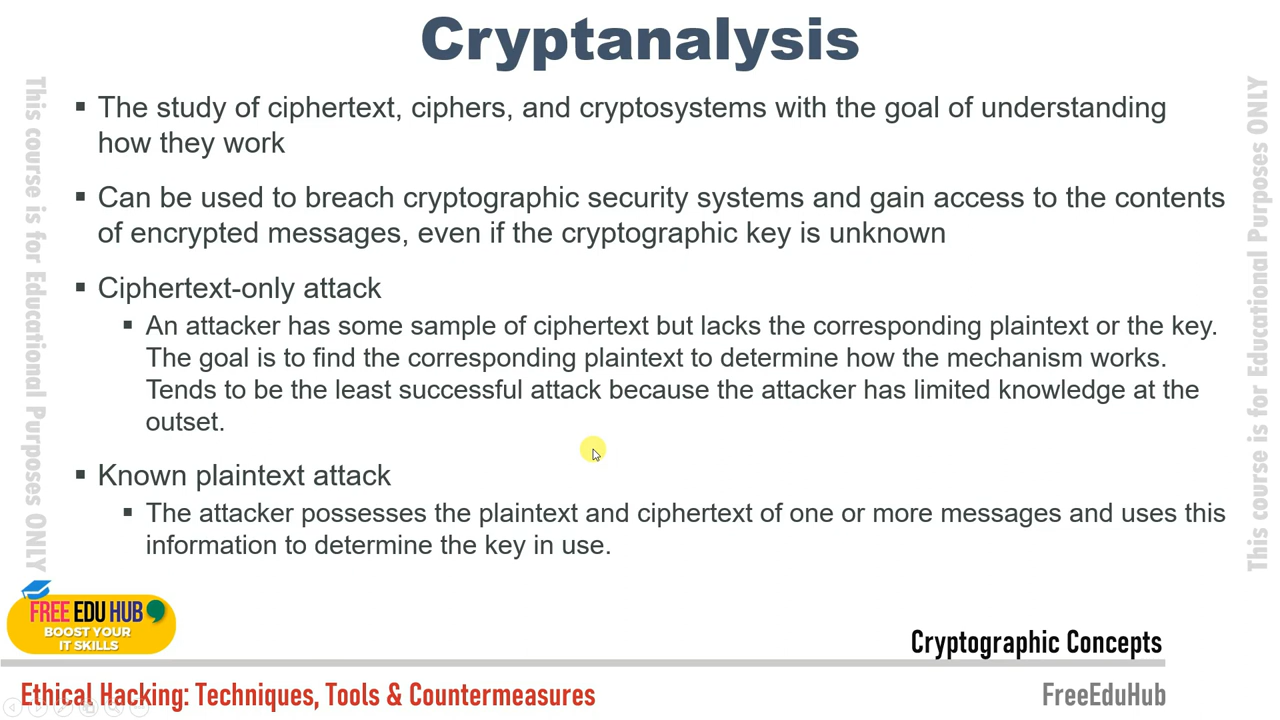 Cryptanalysis
▪ The study of ciphertext, ciphers, and cryptosystems with the goal of understanding
how they work
▪ Can be used to breach cryptographic security systems and gain access to the contents
of encrypted messages, even if the cryptographic key is unknown
▪ Ciphertext-only attack
▪ An attacker has some sample of ciphertext but lacks the corresponding plaintext or the key.
The goal is to find the corresponding plaintext to determine how the mechanism works.
Tends to be the least successful attack because the attacker has limited knowledge at the
outset.
▪ Known plaintext attack
▪ The attacker possesses the plaintext and ciphertext of one or more messages and uses this
information to determine the key in use.
This course is for Educational Purposes ONLY
This course is for Educational Purposes ONLY
FREE EDU HUB
BOOST YOUR
IT SKILLS
Cryptographic Concepts
Ethical Hacking: Techniques, Tools & Countermeasures
FreeEduHub